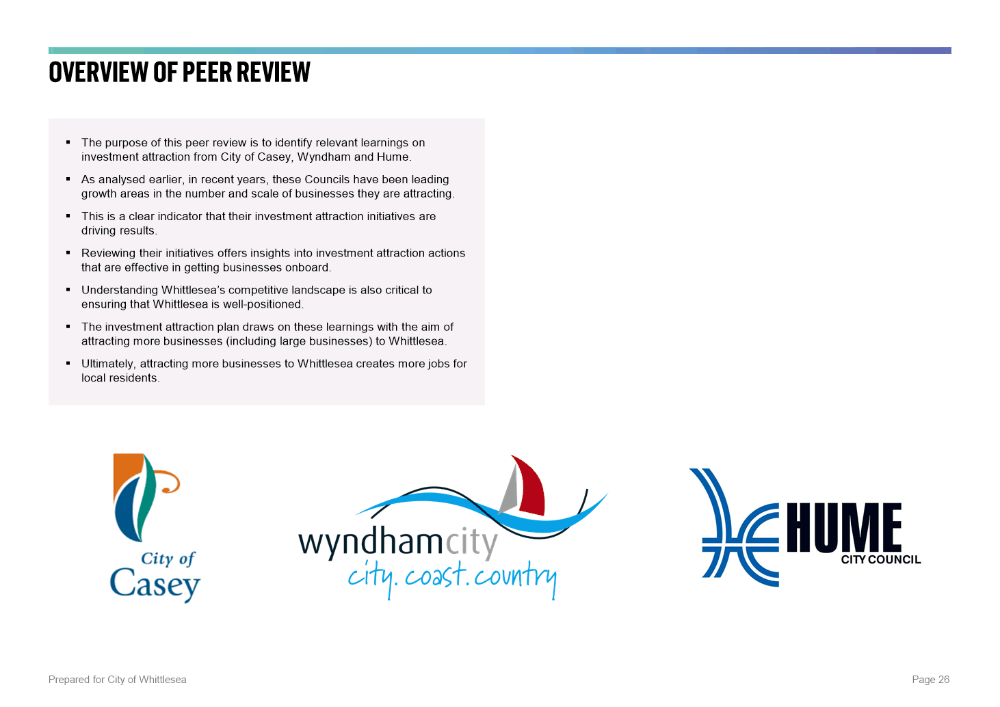 OVERVIEW OF PEER REVIEW
▪ The purpose of this peer review is to identify relevant learnings on
investment attraction from City of Casey, Wyndham and Hume.
▪ As analysed earlier, in recent years, these Councils have been leading
growth areas in the number and scale of businesses they are attracting.
▪ This is a clear indicator that their investment attraction initiatives are
driving results.
▪ Reviewing their initiatives offers insights into investment attraction actions
that are effective in getting businesses onboard.
▪ Understanding Whittlesea’s competitive landscape is also critical to
ensuring that Whittlesea is well-positioned.
▪ The investment attraction plan draws on these learnings with the aim of
attracting more businesses (including large businesses) to Whittlesea.
▪ Ultimately, attracting more businesses to Whittlesea creates more jobs for
local residents.
City of
Casey
wyndhamcity
city. coast. country
HUME
CITY COUNCIL
Prepared for City of Whittlesea
Page 26